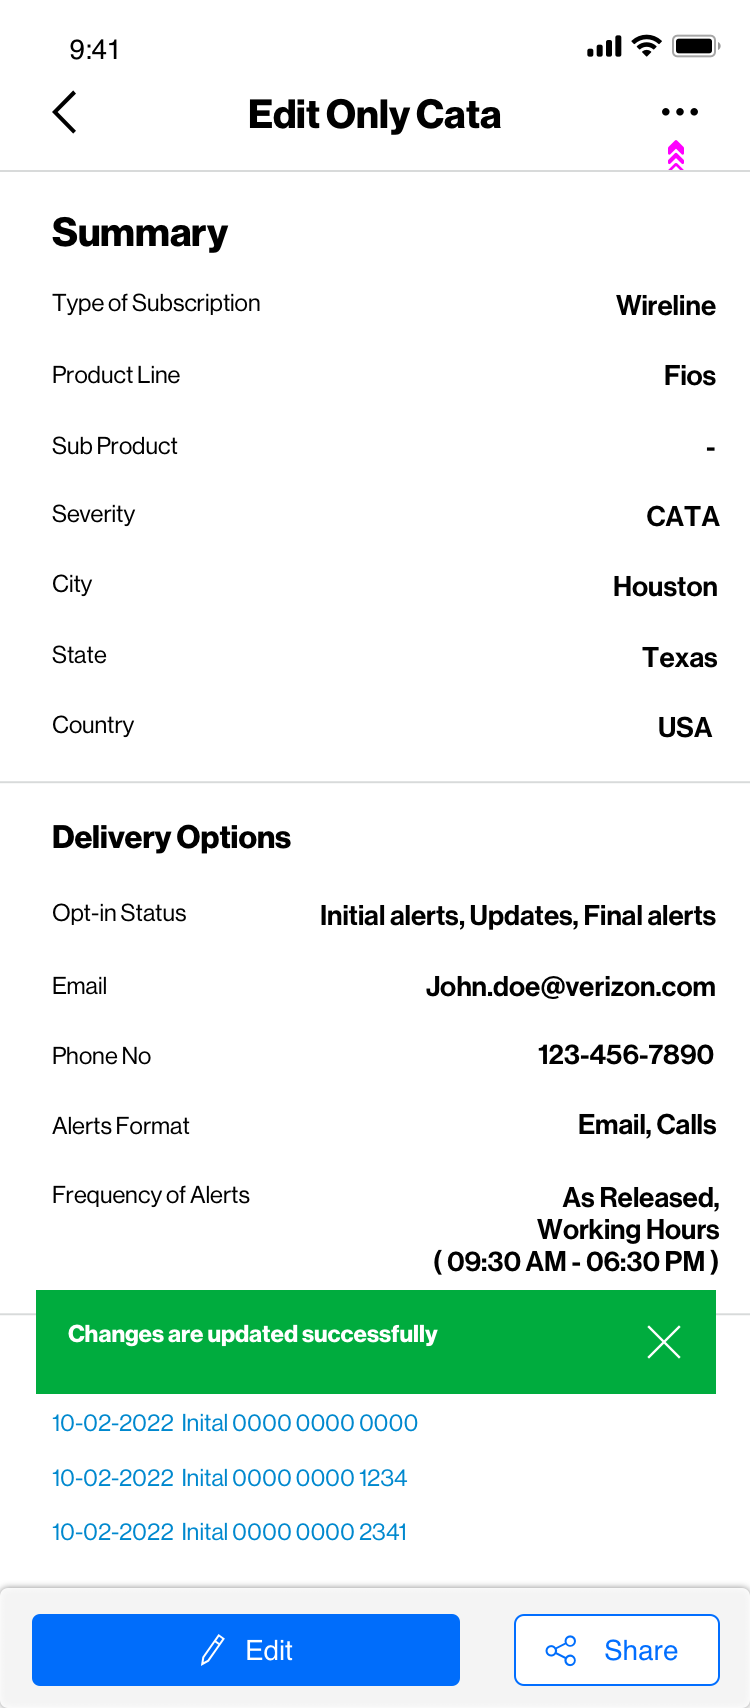 9:41
Edit Only Cata
Summary
Type of Subscription
Wireline
Product Line
Fios
Sub Product
-
Severity
CATA
City
Houston
State
Texas
Country
USA
Delivery Options
Opt-in Status
Initial alerts, Updates, Final alerts
Email
John.doe@verizon.com
Phone No
123-456-7890
Alerts Format
Email, Calls
Frequency of Alerts
As Released,
Working Hours
( 09:30 AM - 06:30 PM )
Changes are updated successfully
10-02-2022 Inital 0000 0000 0000
10-02-2022 Inital 0000 0000 1234
10-02-2022 Inital 0000 0000 2341
Edit
Share